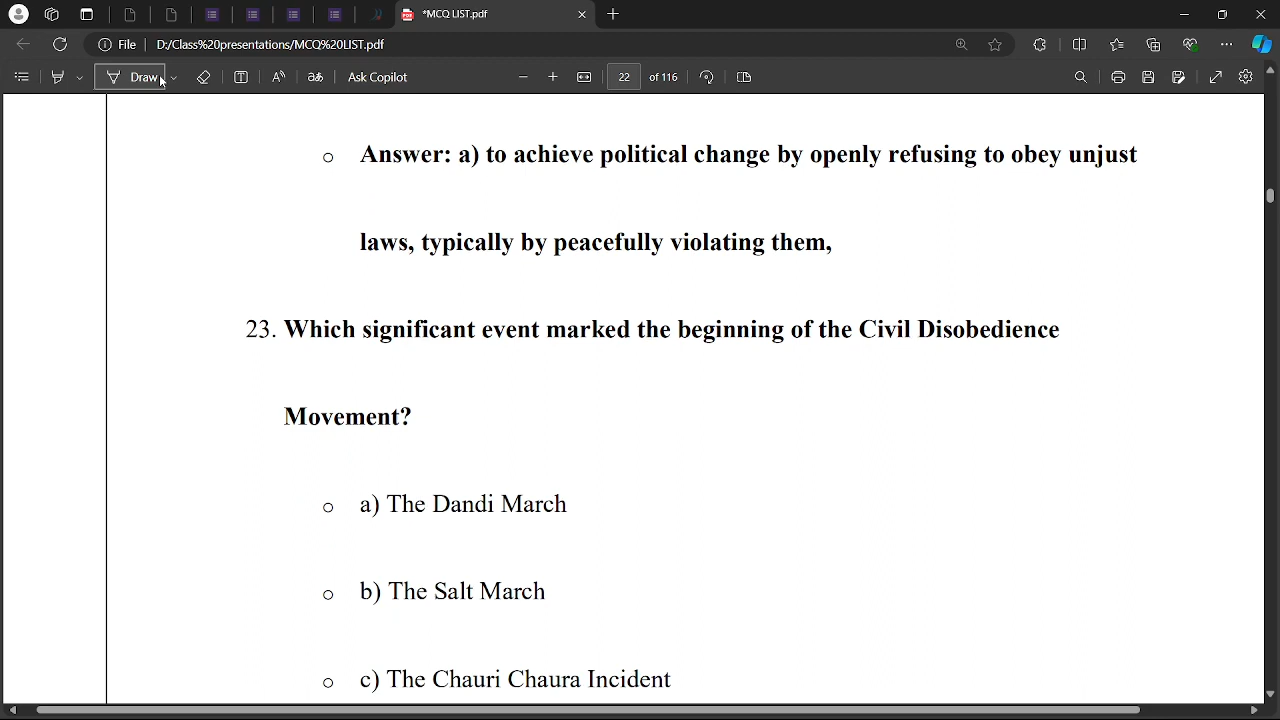 *MCQ LIST.pdf
File D:/Class%20presentations/MCQ%20LIST.pdf
Draw Ask Copilot 22 of 116
Answer: a) to achieve political change by openly refusing to obey unjust
laws, typically by peacefully violating them,
23. Which significant event marked the beginning of the Civil Disobedience
Movement?
a) The Dandi March
b) The Salt March
c) The Chauri Chaura Incident